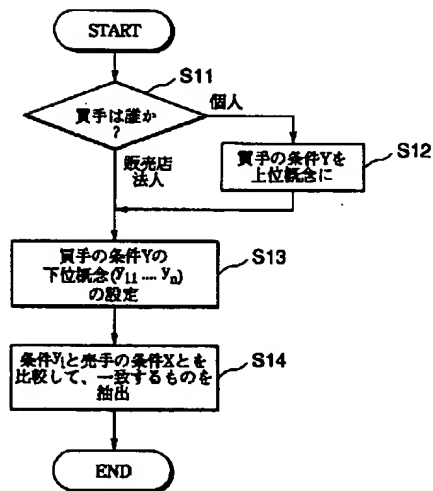 START
S11
買手は誰か
?
個人
販売店
法人
買手の条件Yを
上位概念に
S12
買手の条件Yの
下位概念(y11 .... yn)
の設定
S13
条件yiと売手の条件Xとを
比較して、一致するものを
抽出
S14
END